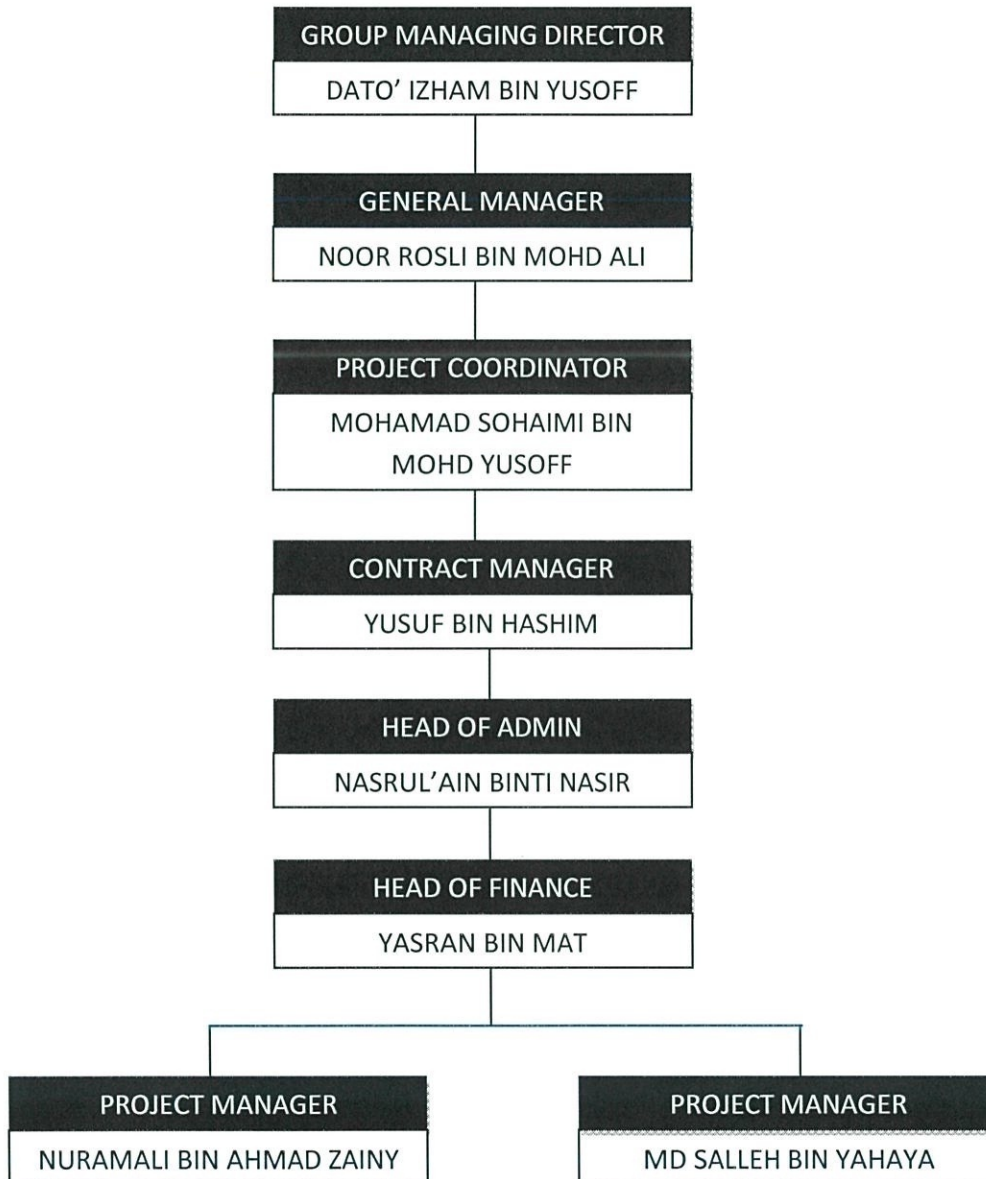 GROUP MANAGING DIRECTOR
DATO’ IZHAM BIN YUSOFF
GENERAL MANAGER
NOOR ROSLI BIN MOHD ALI
PROJECT COORDINATOR
MOHAMAD SOHAIMI BIN
MOHD YUSOFF
CONTRACT MANAGER
YUSUF BIN HASHIM
HEAD OF ADMIN
NASRUL’AIN BINTI NASIR
HEAD OF FINANCE
YASRAN BIN MAT
PROJECT MANAGER
NURAMALI BIN AHMAD ZAINY
PROJECT MANAGER
MD SALLEH BIN YAHAYA